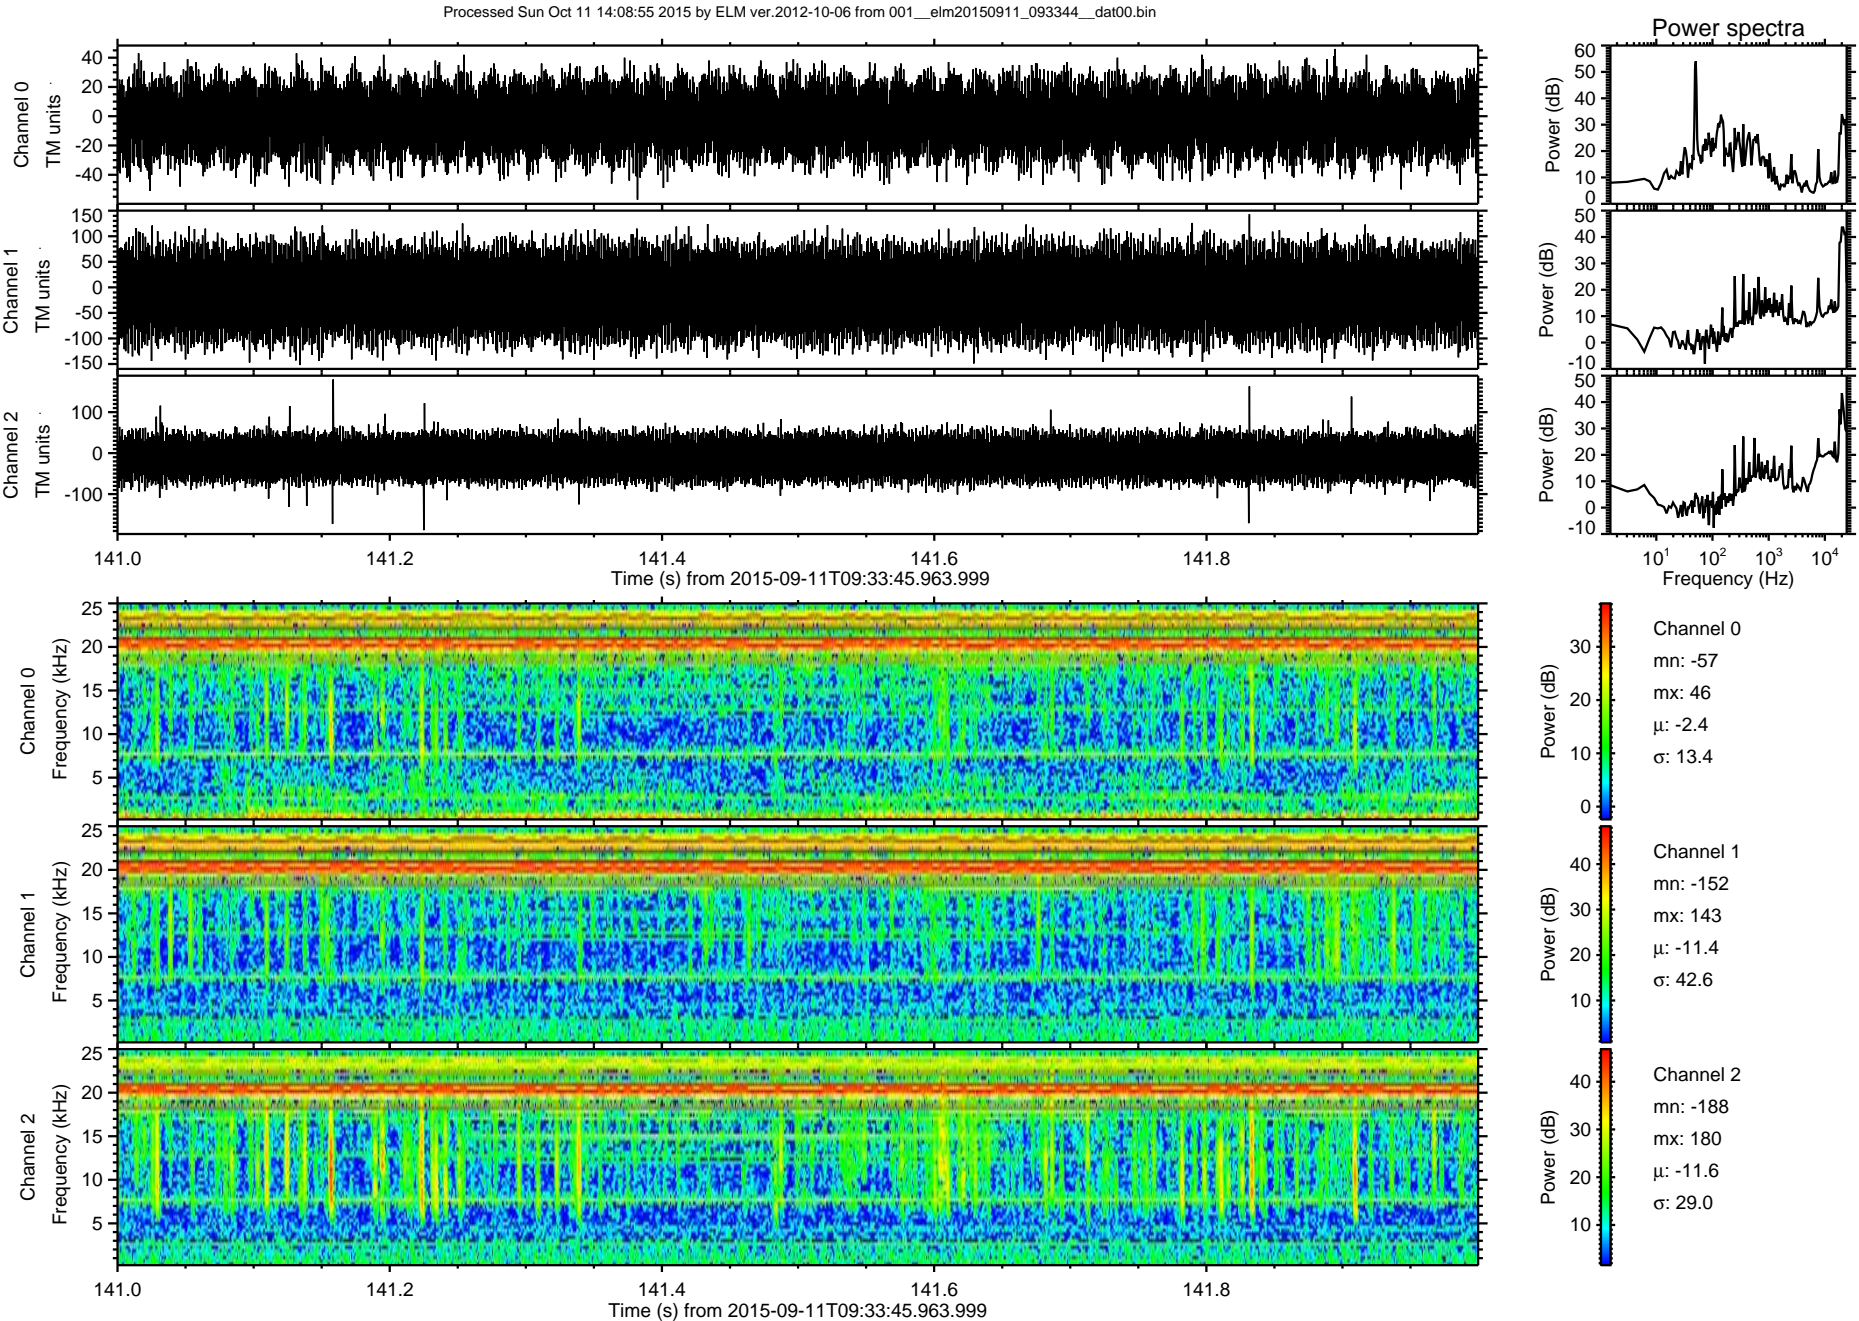 Processed Sun Oct 11 14:08:55 2015 by ELM ver.2012-10-06 from 001__elm20150911_093344__dat00.bin
Power spectra
Channel 0
TM units
40
20
0
-20
-40
Power (dB)
60
50
40
30
20
10
0
Channel 1
TM units
150
100
50
0
-50
-100
-150
Power (dB)
50
40
30
20
10
0
-10
Channel 2
TM units
100
0
-100
Power (dB)
50
40
30
20
10
0
-10
141.0 141.2 141.4 141.6 141.8
Time (s) from 2015-09-11T09:33:45.963.999
10^1 10^2 10^3 10^4
Frequency (Hz)
Channel 0
Frequency (kHz)
25
20
15
10
5
Power (dB)
30
20
10
0
Channel 0
mn: -57
mx: 46
µ: -2.4
σ: 13.4
Channel 1
Frequency (kHz)
25
20
15
10
5
Power (dB)
40
30
20
10
Channel 1
mn: -152
mx: 143
µ: -11.4
σ: 42.6
Channel 2
Frequency (kHz)
25
20
15
10
5
Power (dB)
40
30
20
10
Channel 2
mn: -188
mx: 180
µ: -11.6
σ: 29.0
141.0 141.2 141.4 141.6 141.8
Time (s) from 2015-09-11T09:33:45.963.999